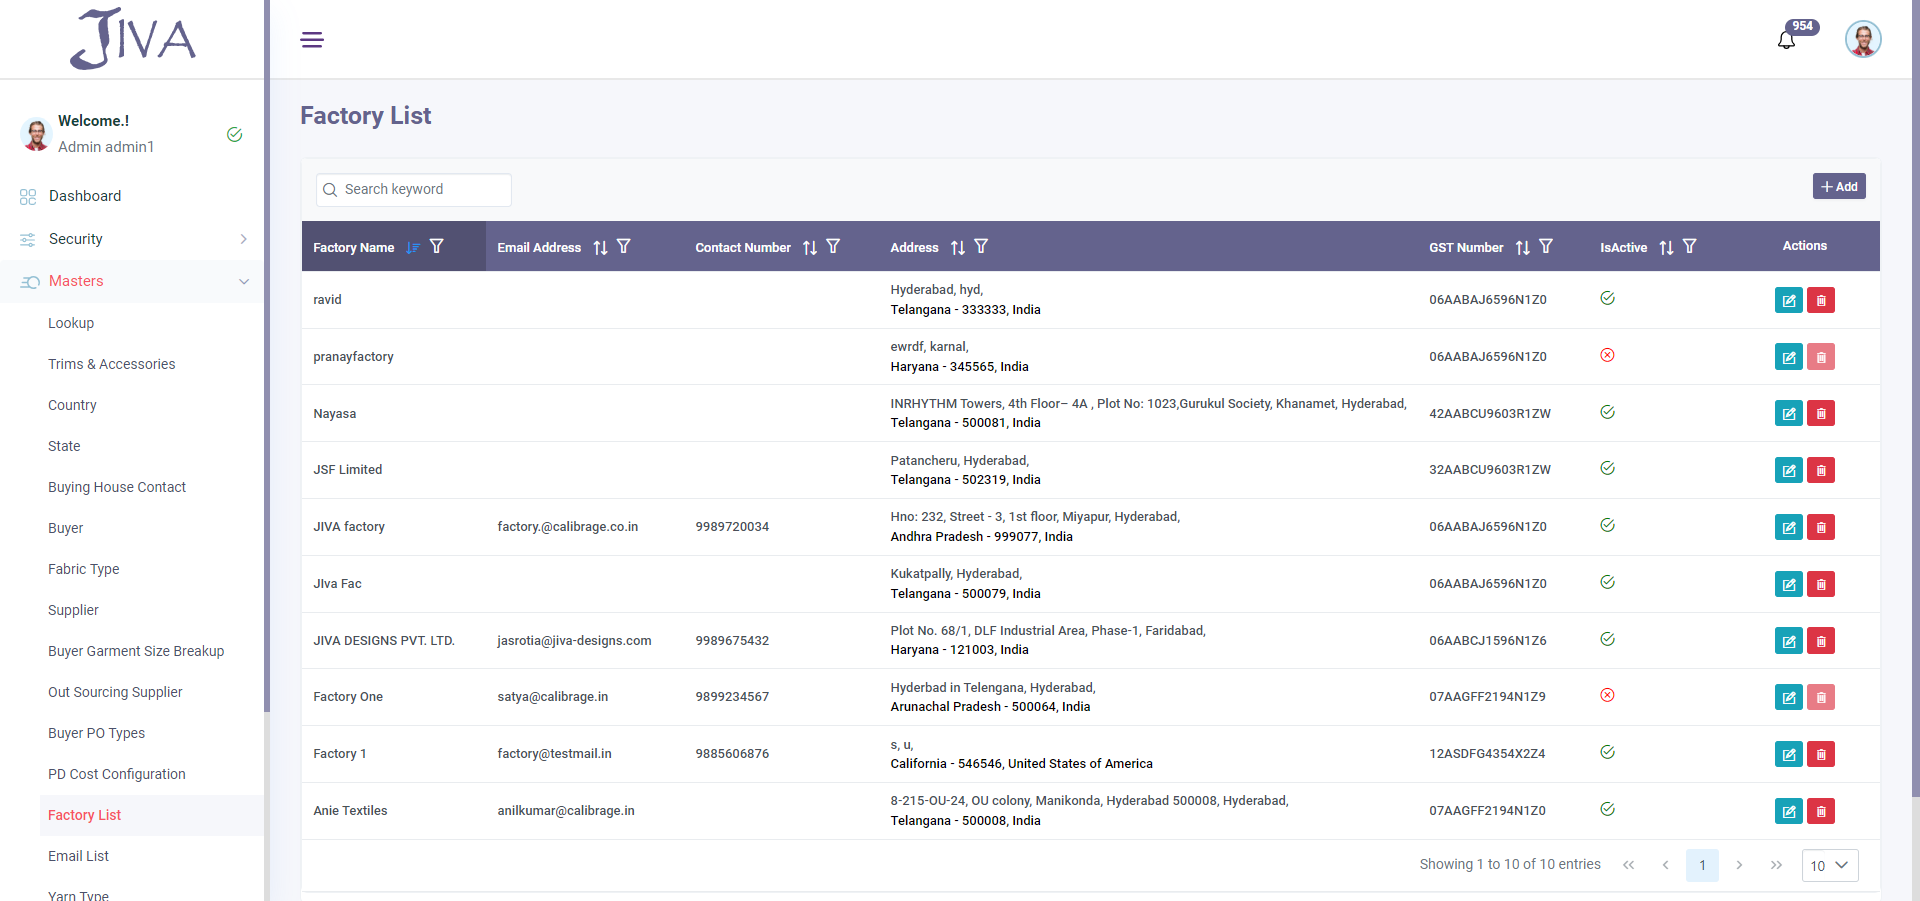 JIVA
954
Welcome.!
Admin admin1
Dashboard
Security
Masters
Lookup
Trims & Accessories
Country
State
Buying House Contact
Buyer
Fabric Type
Supplier
Buyer Garment Size Breakup
Out Sourcing Supplier
Buyer PO Types
PD Cost Configuration
Factory List
Email List
Yarn Type
Factory List
Search keyword
Add
Factory Name Email Address Contact Number Address GST Number IsActive Actions
ravid Hyderabad, hyd, 06AABAJ6596N1Z0
Telangana - 333333, India
pranayfactory ewrdf, karnal, 06AABAJ6596N1Z0
Haryana - 345565, India
Nayasa INRHYTHM Towers, 4th Floor– 4A , Plot No: 1023,Gurukul Society, Khanamet, Hyderabad, 42AABCU9603R1ZW
Telangana - 500081, India
JSF Limited Patancheru, Hyderabad, 32AABCU9603R1ZW
Telangana - 502319, India
JIVA factory factory.@calibrage.co.in 9989720034 Hno: 232, Street - 3, 1st floor, Miyapur, Hyderabad, 06AABAJ6596N1Z0
Andhra Pradesh - 999077, India
JIva Fac Kukatpally, Hyderabad, 06AABAJ6596N1Z0
Telangana - 500079, India
JIVA DESIGNS PVT. LTD. jasrotia@jiva-designs.com 9989675432 Plot No. 68/1, DLF Industrial Area, Phase-1, Faridabad, 06AABCJ1596N1Z6
Haryana - 121003, India
Factory One satya@calibrage.in 9899234567 Hyderbad in Telengana, Hyderabad, 07AAGFF2194N1Z9
Arunachal Pradesh - 500064, India
Factory 1 factory@testmail.in 9885606876 s, u, 12ASDFG4354X2Z4
California - 546546, United States of America
Anie Textiles anilkumar@calibrage.in 8-215-OU-24, OU colony, Manikonda, Hyderabad 500008, Hyderabad, 07AAGFF2194N1Z0
Telangana - 500008, India
Showing 1 to 10 of 10 entries 1 10